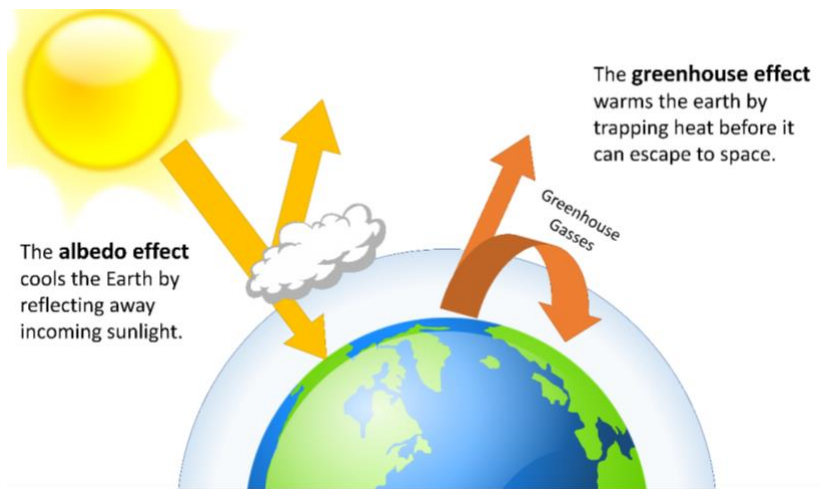 The albedo effect
cools the Earth by
reflecting away
incoming sunlight.
The greenhouse effect
warms the earth by
trapping heat before it
can escape to space.
Greenhouse
Gasses